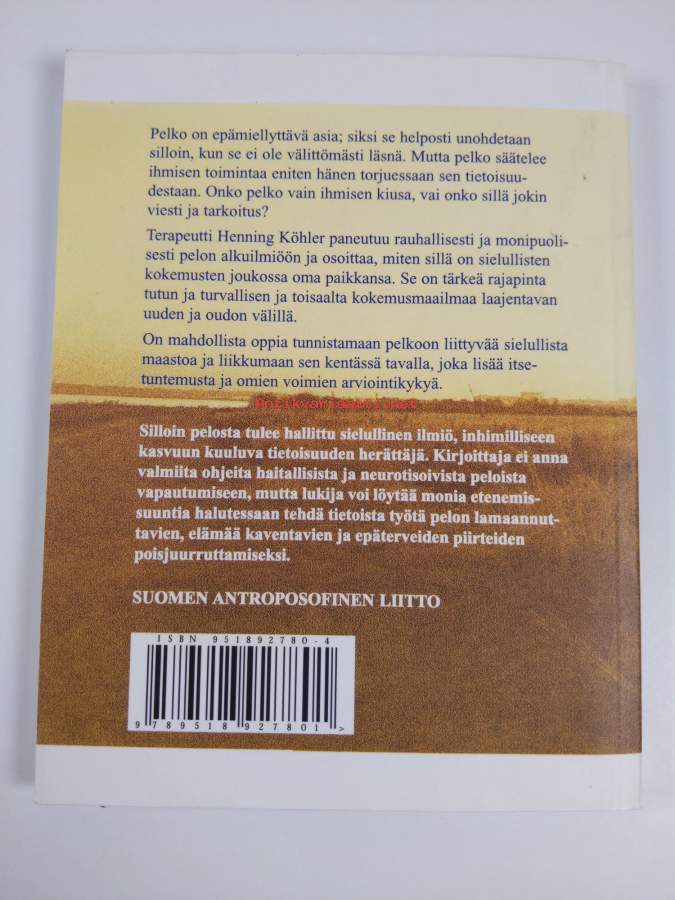 Pelko on epämiellyttävä asia; siksi se helposti unohdetaan
silloin, kun se ei ole välittömästi läsnä. Mutta pelko säätelee
ihmisen toimintaa eniten hänen torjuessaan sen tietoisuu-
destaan. Onko pelko vain ihmisen kiusa, vai onko sillä jokin
viesti ja tarkoitus?
Terapeutti Henning Köhler paneutuu rauhallisesti ja monipuoli-
sesti pelon alkuilmiöön ja osoittaa, miten sillä on sielullisten
kokemusten joukossa oma paikkansa. Se on tärkeä rajapinta
tutun ja turvallisen ja toisaalta kokemusmaailmaa laajentavan
uuden ja oudon välillä.
On mahdollista oppia tunnistamaan pelkoon liittyvää sielullista
maastoa ja liikkumaan sen kentässä tavalla, joka lisää itse-
tuntemusta ja omien voimien arviointikykyä.
Antikvariaatti.net
Silloin pelosta tulee hallittu sielullinen ilmiö, inhimilliseen
kasvuun kuuluva tietoisuuden herättäjä. Kirjoittaja ei anna
valmiita ohjeita haitallisista ja neurotisoivista peloista
vapautumiseen, mutta lukija voi löytää monia etenemis-
suuntia halutessaan tehdä tietoista työtä pelon lamaannut-
tavien, elämää kaventavien ja epäterveiden piirteiden
poisjuurruttamiseksi.
SUOMEN ANTROPOSOFINEN LIITTO
ISBN 951892780-4
9 789518 927801 >